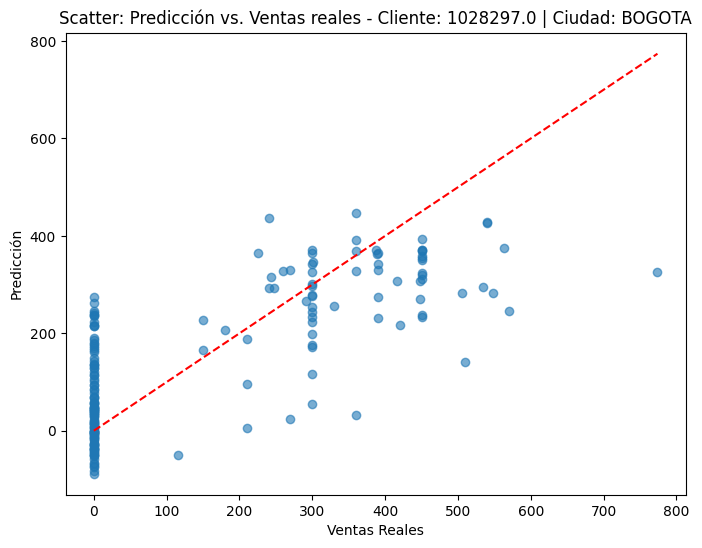 Scatter: Predicción vs. Ventas reales - Cliente: 1028297.0 | Ciudad: BOGOTA
800
600
400
200
0
Predicción
0 100 200 300 400 500 600 700 800
Ventas Reales